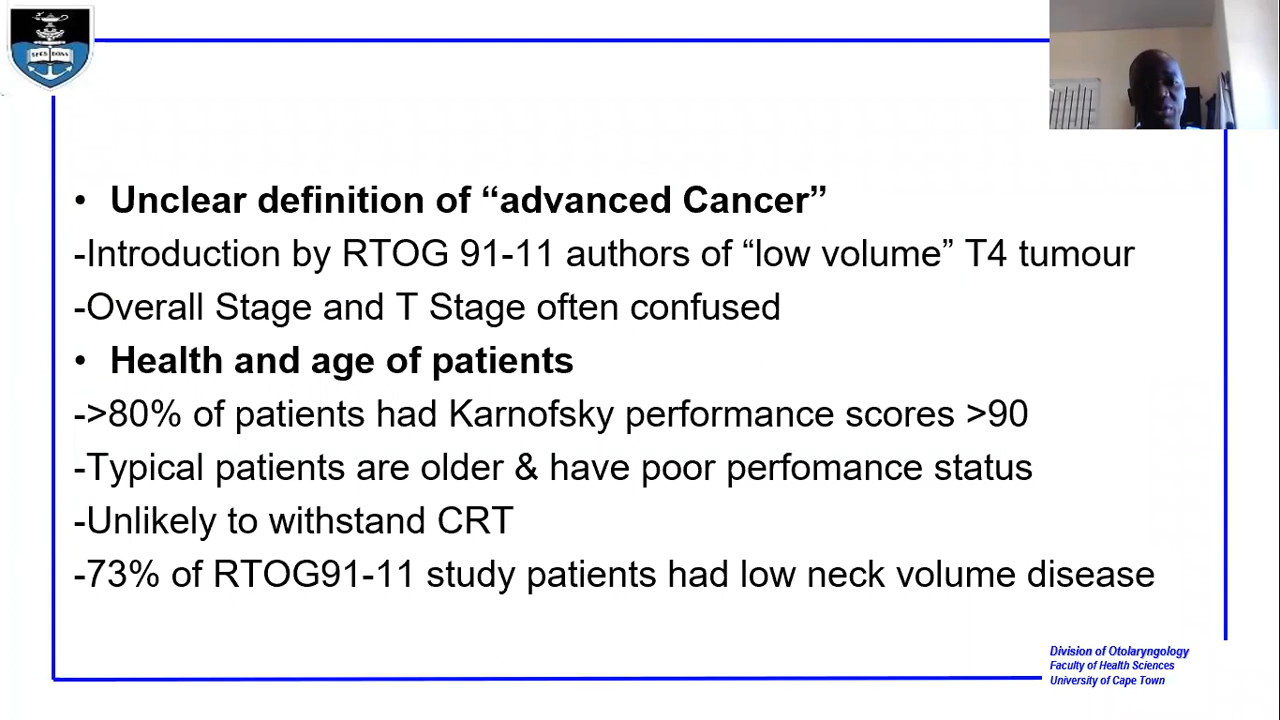 SPES BONA
• Unclear definition of “advanced Cancer”
-Introduction by RTOG 91-11 authors of “low volume” T4 tumour
-Overall Stage and T Stage often confused
• Health and age of patients
->80% of patients had Karnofsky performance scores >90
-Typical patients are older & have poor perfomance status
-Unlikely to withstand CRT
-73% of RTOG91-11 study patients had low neck volume disease
Division of Otolaryngology
Faculty of Health Sciences
University of Cape Town